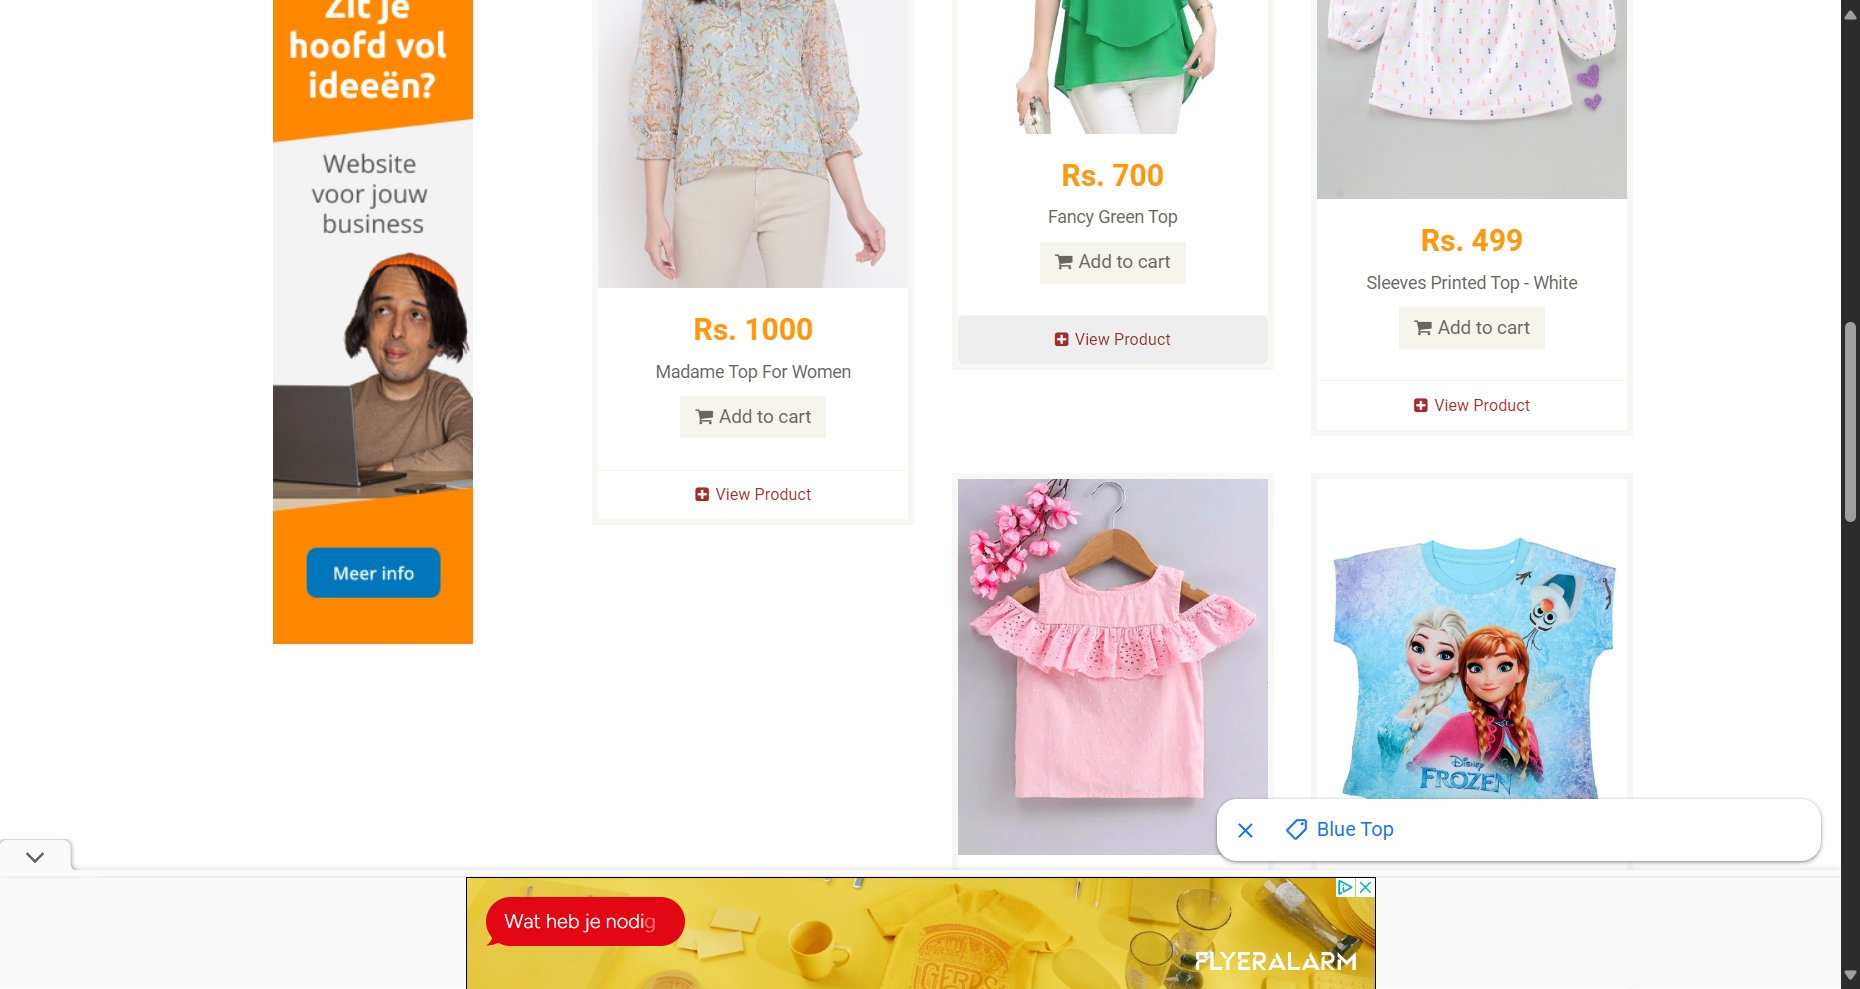 Zit je
hoofd vol
ideeën?
Website
voor jouw
business
Meer info
Rs. 1000
Madame Top For Women
Add to cart
View Product
Rs. 700
Fancy Green Top
Add to cart
View Product
Rs. 499
Sleeves Printed Top - White
Add to cart
View Product
Disney
FROZEN
Blue Top
Wat heb je nodig
FLYERALARM